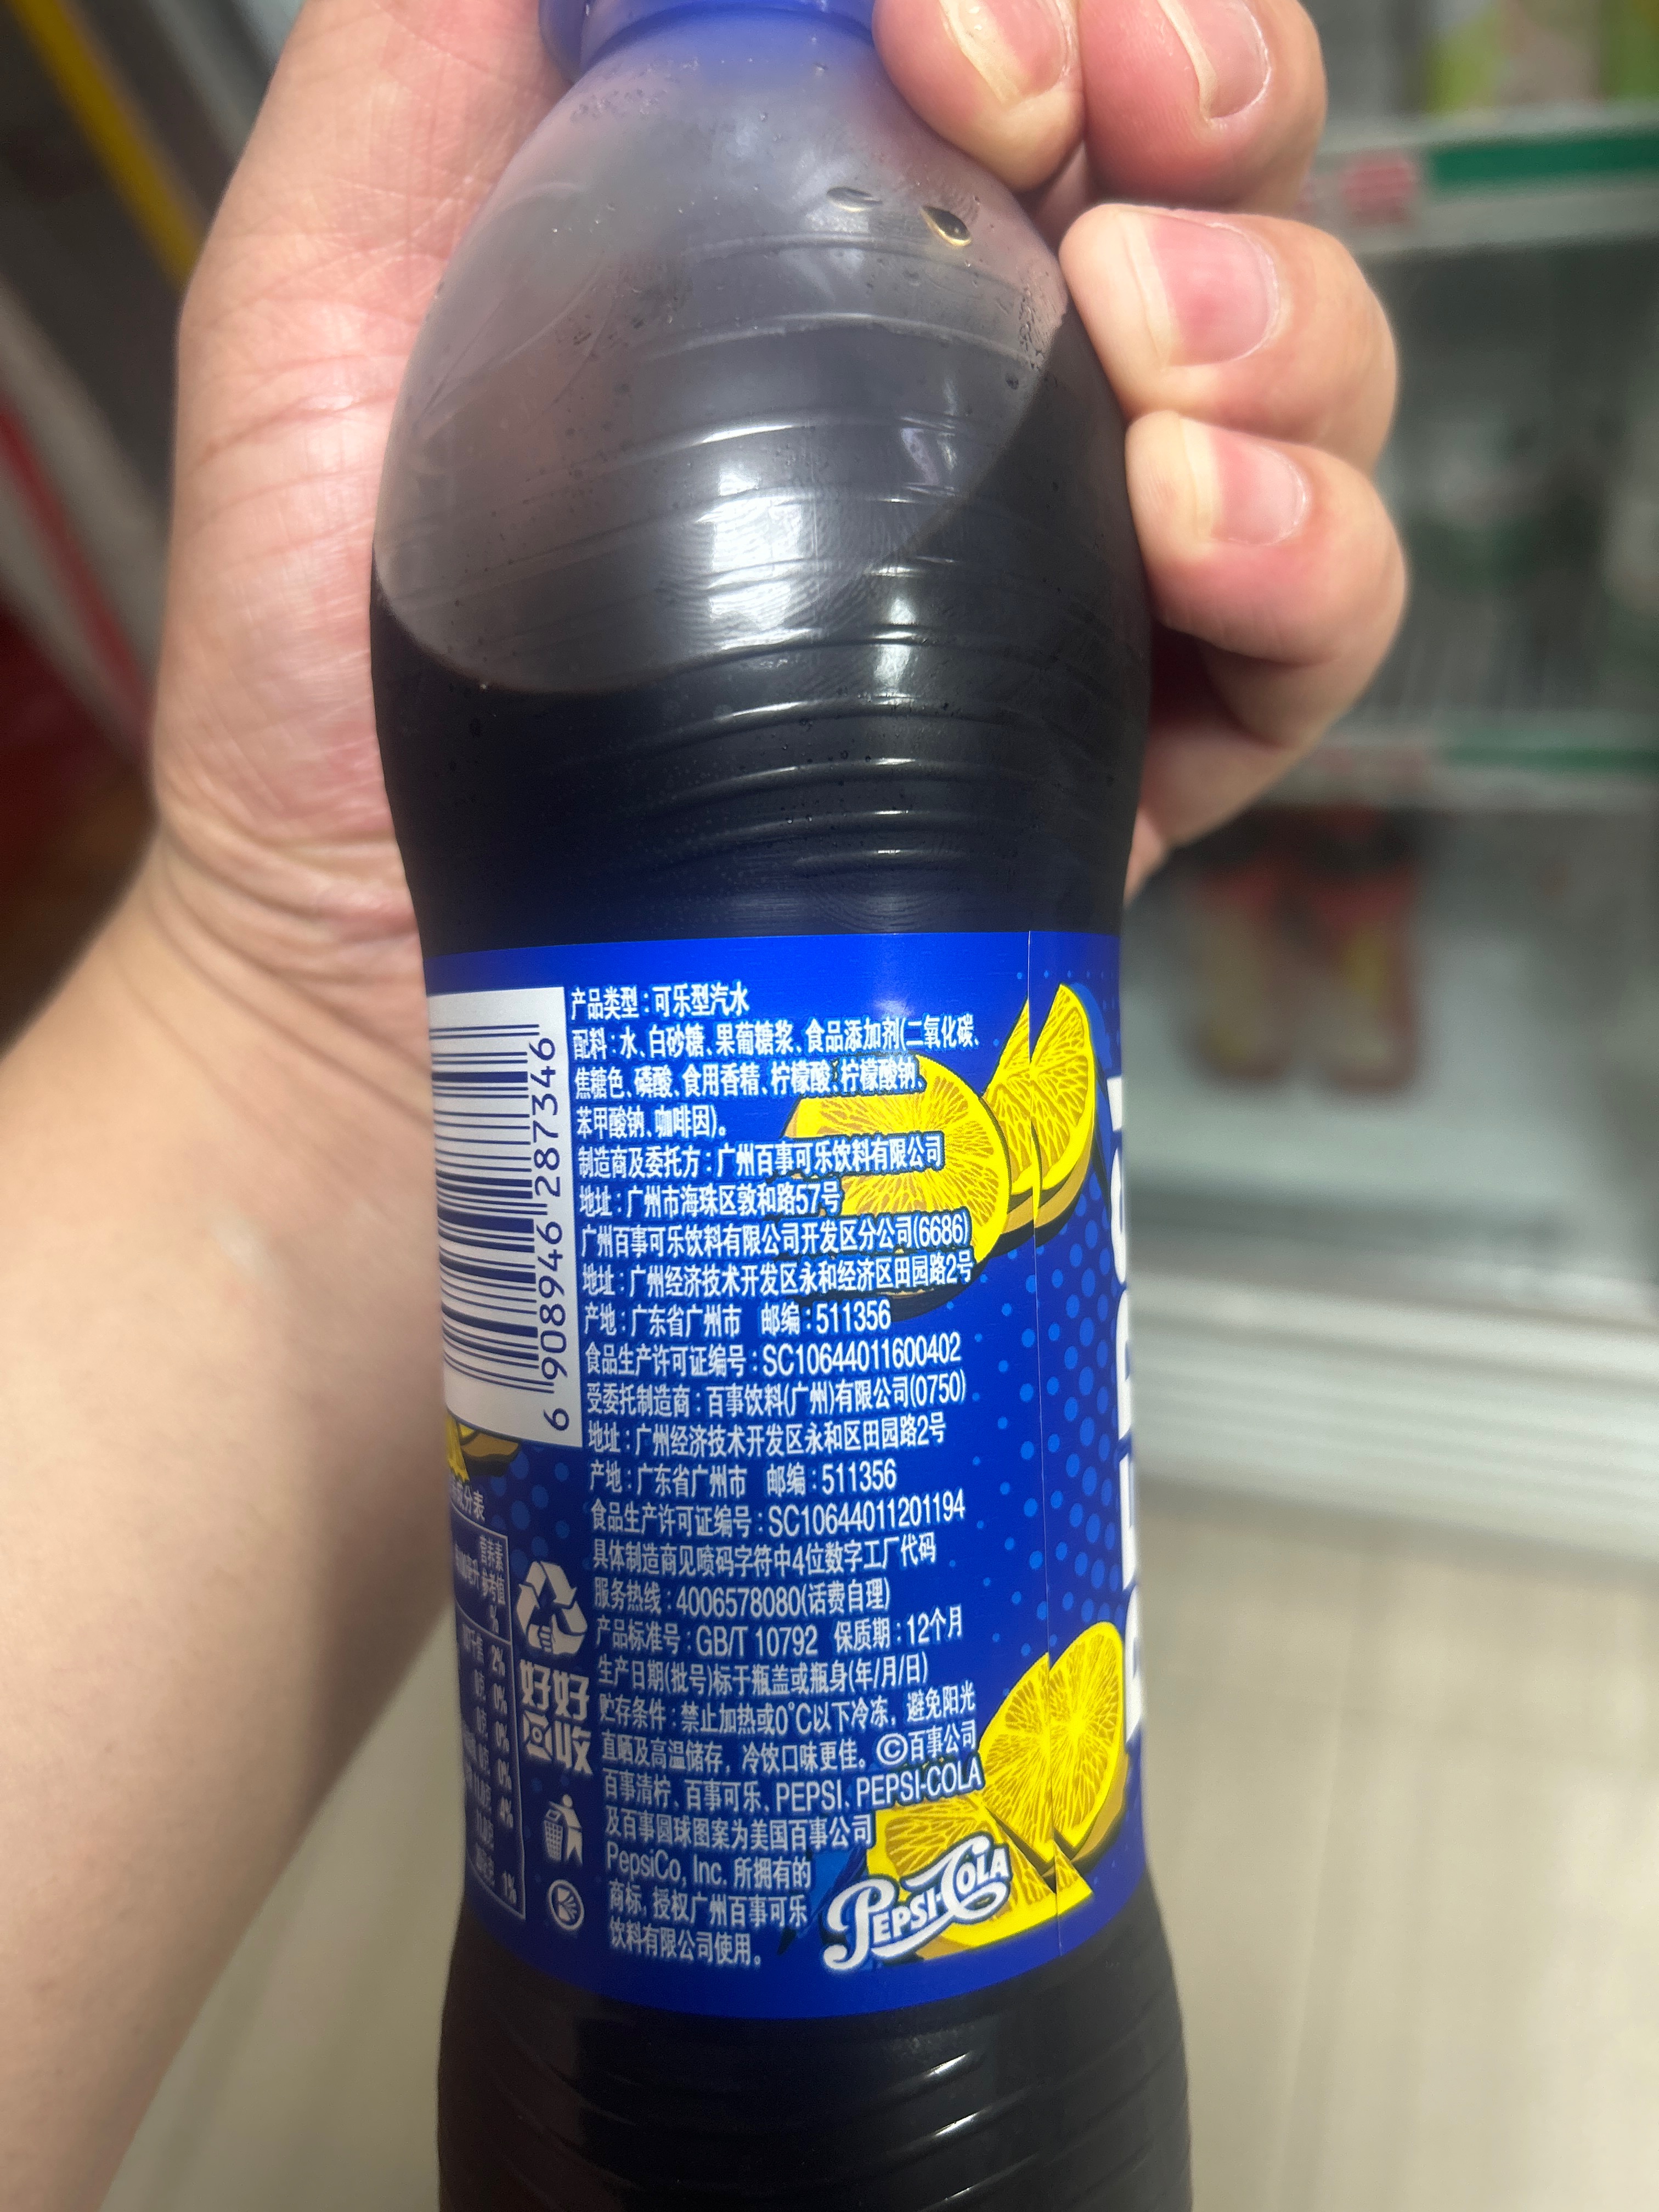 产品类型:可乐型汽水
配料:水、白砂糖、果葡糖浆、食品添加剂(二氧化碳、
焦糖色、磷酸、食用香精、柠檬酸、柠檬酸钠、
苯甲酸钠、咖啡因)。
制造商及委托方:广州百事可乐饮料有限公司
地址:广州市海珠区敦和路57号
广州百事可乐饮料有限公司开发区分公司(6686)
地址:广州经济技术开发区永和经济区田园路2号
产地:广东省广州市 邮编:511356
食品生产许可证编号:SC10644011600402
受委托制造商:百事饮料(广州)有限公司(0750)
地址:广州经济技术开发区永和区田园路2号
产地:广东省广州市 邮编:511356
食品生产许可证编号:SC10644011201194
具体制造商见喷码字符中4位数字工厂代码
服务热线:4006578080(话费自理)
产品标准号:GB/T 10792 保质期:12个月
生产日期(批号)标于瓶盖或瓶身(年/月/日)
贮存条件:禁止加热或0℃以下冷冻,避免阳光
直晒及高温储存,冷饮口味更佳。©百事公司
百事清柠、百事可乐、PEPSI、PEPSI-COLA
及百事圆球图案为美国百事公司
PepsiCo, Inc. 所拥有的
商标,授权广州百事可乐
饮料有限公司使用。
PEPSI-COLA
6 908946 287346
分表
营养素
参考值
%
2%
0%
0%
0%
4%
1%
好好
回收